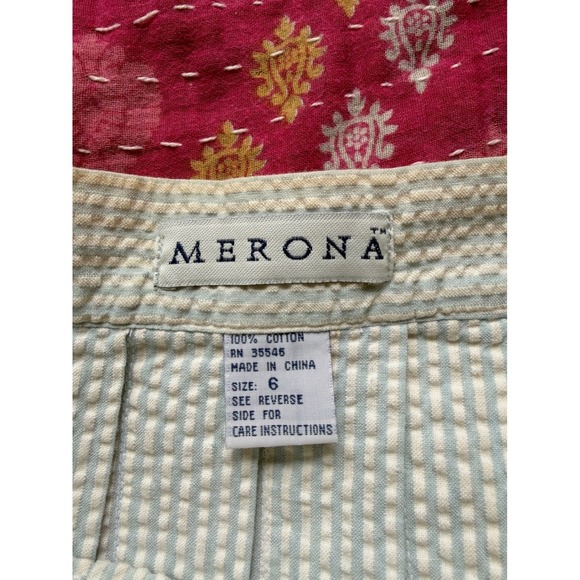 MERONA™
100% COTTON
RN 35546
MADE IN CHINA
SIZE: 6
SEE REVERSE
SIDE FOR
CARE INSTRUCTIONS